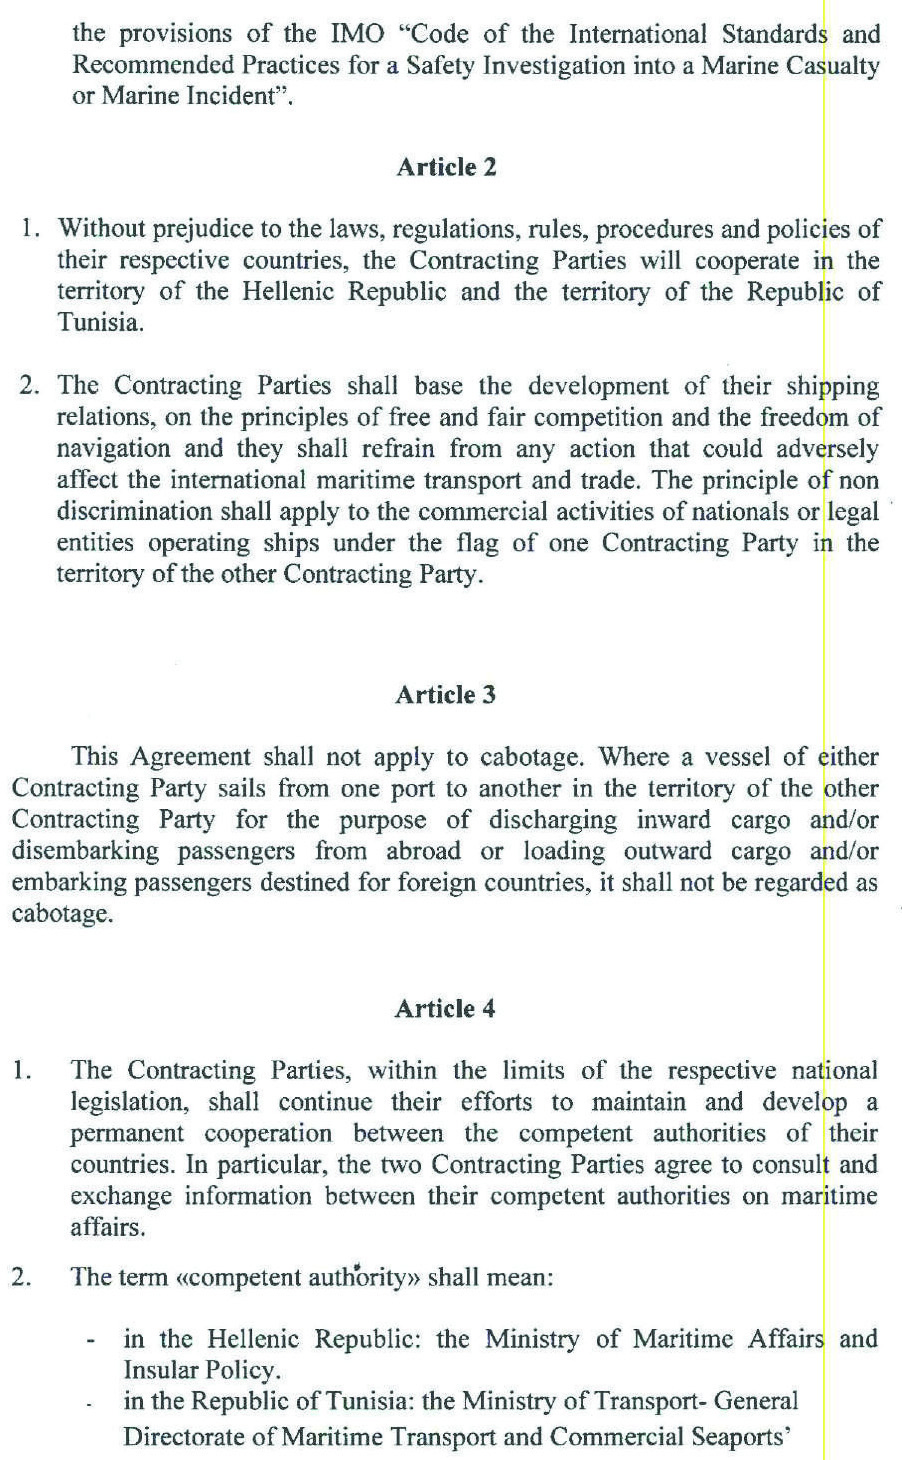 the provisions of the IMO “Code of the International Standards and
Recommended Practices for a Safety Investigation into a Marine Casualty
or Marine Incident”.
Article 2
1. Without prejudice to the laws, regulations, rules, procedures and policies of
their respective countries, the Contracting Parties will cooperate in the
territory of the Hellenic Republic and the territory of the Republic of
Tunisia.
2. The Contracting Parties shall base the development of their shipping
relations, on the principles of free and fair competition and the freedom of
navigation and they shall refrain from any action that could adversely
affect the international maritime transport and trade. The principle of non
discrimination shall apply to the commercial activities of nationals or legal
entities operating ships under the flag of one Contracting Party in the
territory of the other Contracting Party.
Article 3
This Agreement shall not apply to cabotage. Where a vessel of either
Contracting Party sails from one port to another in the territory of the other
Contracting Party for the purpose of discharging inward cargo and/or
disembarking passengers from abroad or loading outward cargo and/or
embarking passengers destined for foreign countries, it shall not be regarded as
cabotage.
Article 4
1. The Contracting Parties, within the limits of the respective national
legislation, shall continue their efforts to maintain and develop a
permanent cooperation between the competent authorities of their
countries. In particular, the two Contracting Parties agree to consult and
exchange information between their competent authorities on maritime
affairs.
2. The term «competent authority» shall mean:
- in the Hellenic Republic: the Ministry of Maritime Affairs and
Insular Policy.
- in the Republic of Tunisia: the Ministry of Transport- General
Directorate of Maritime Transport and Commercial Seaports’